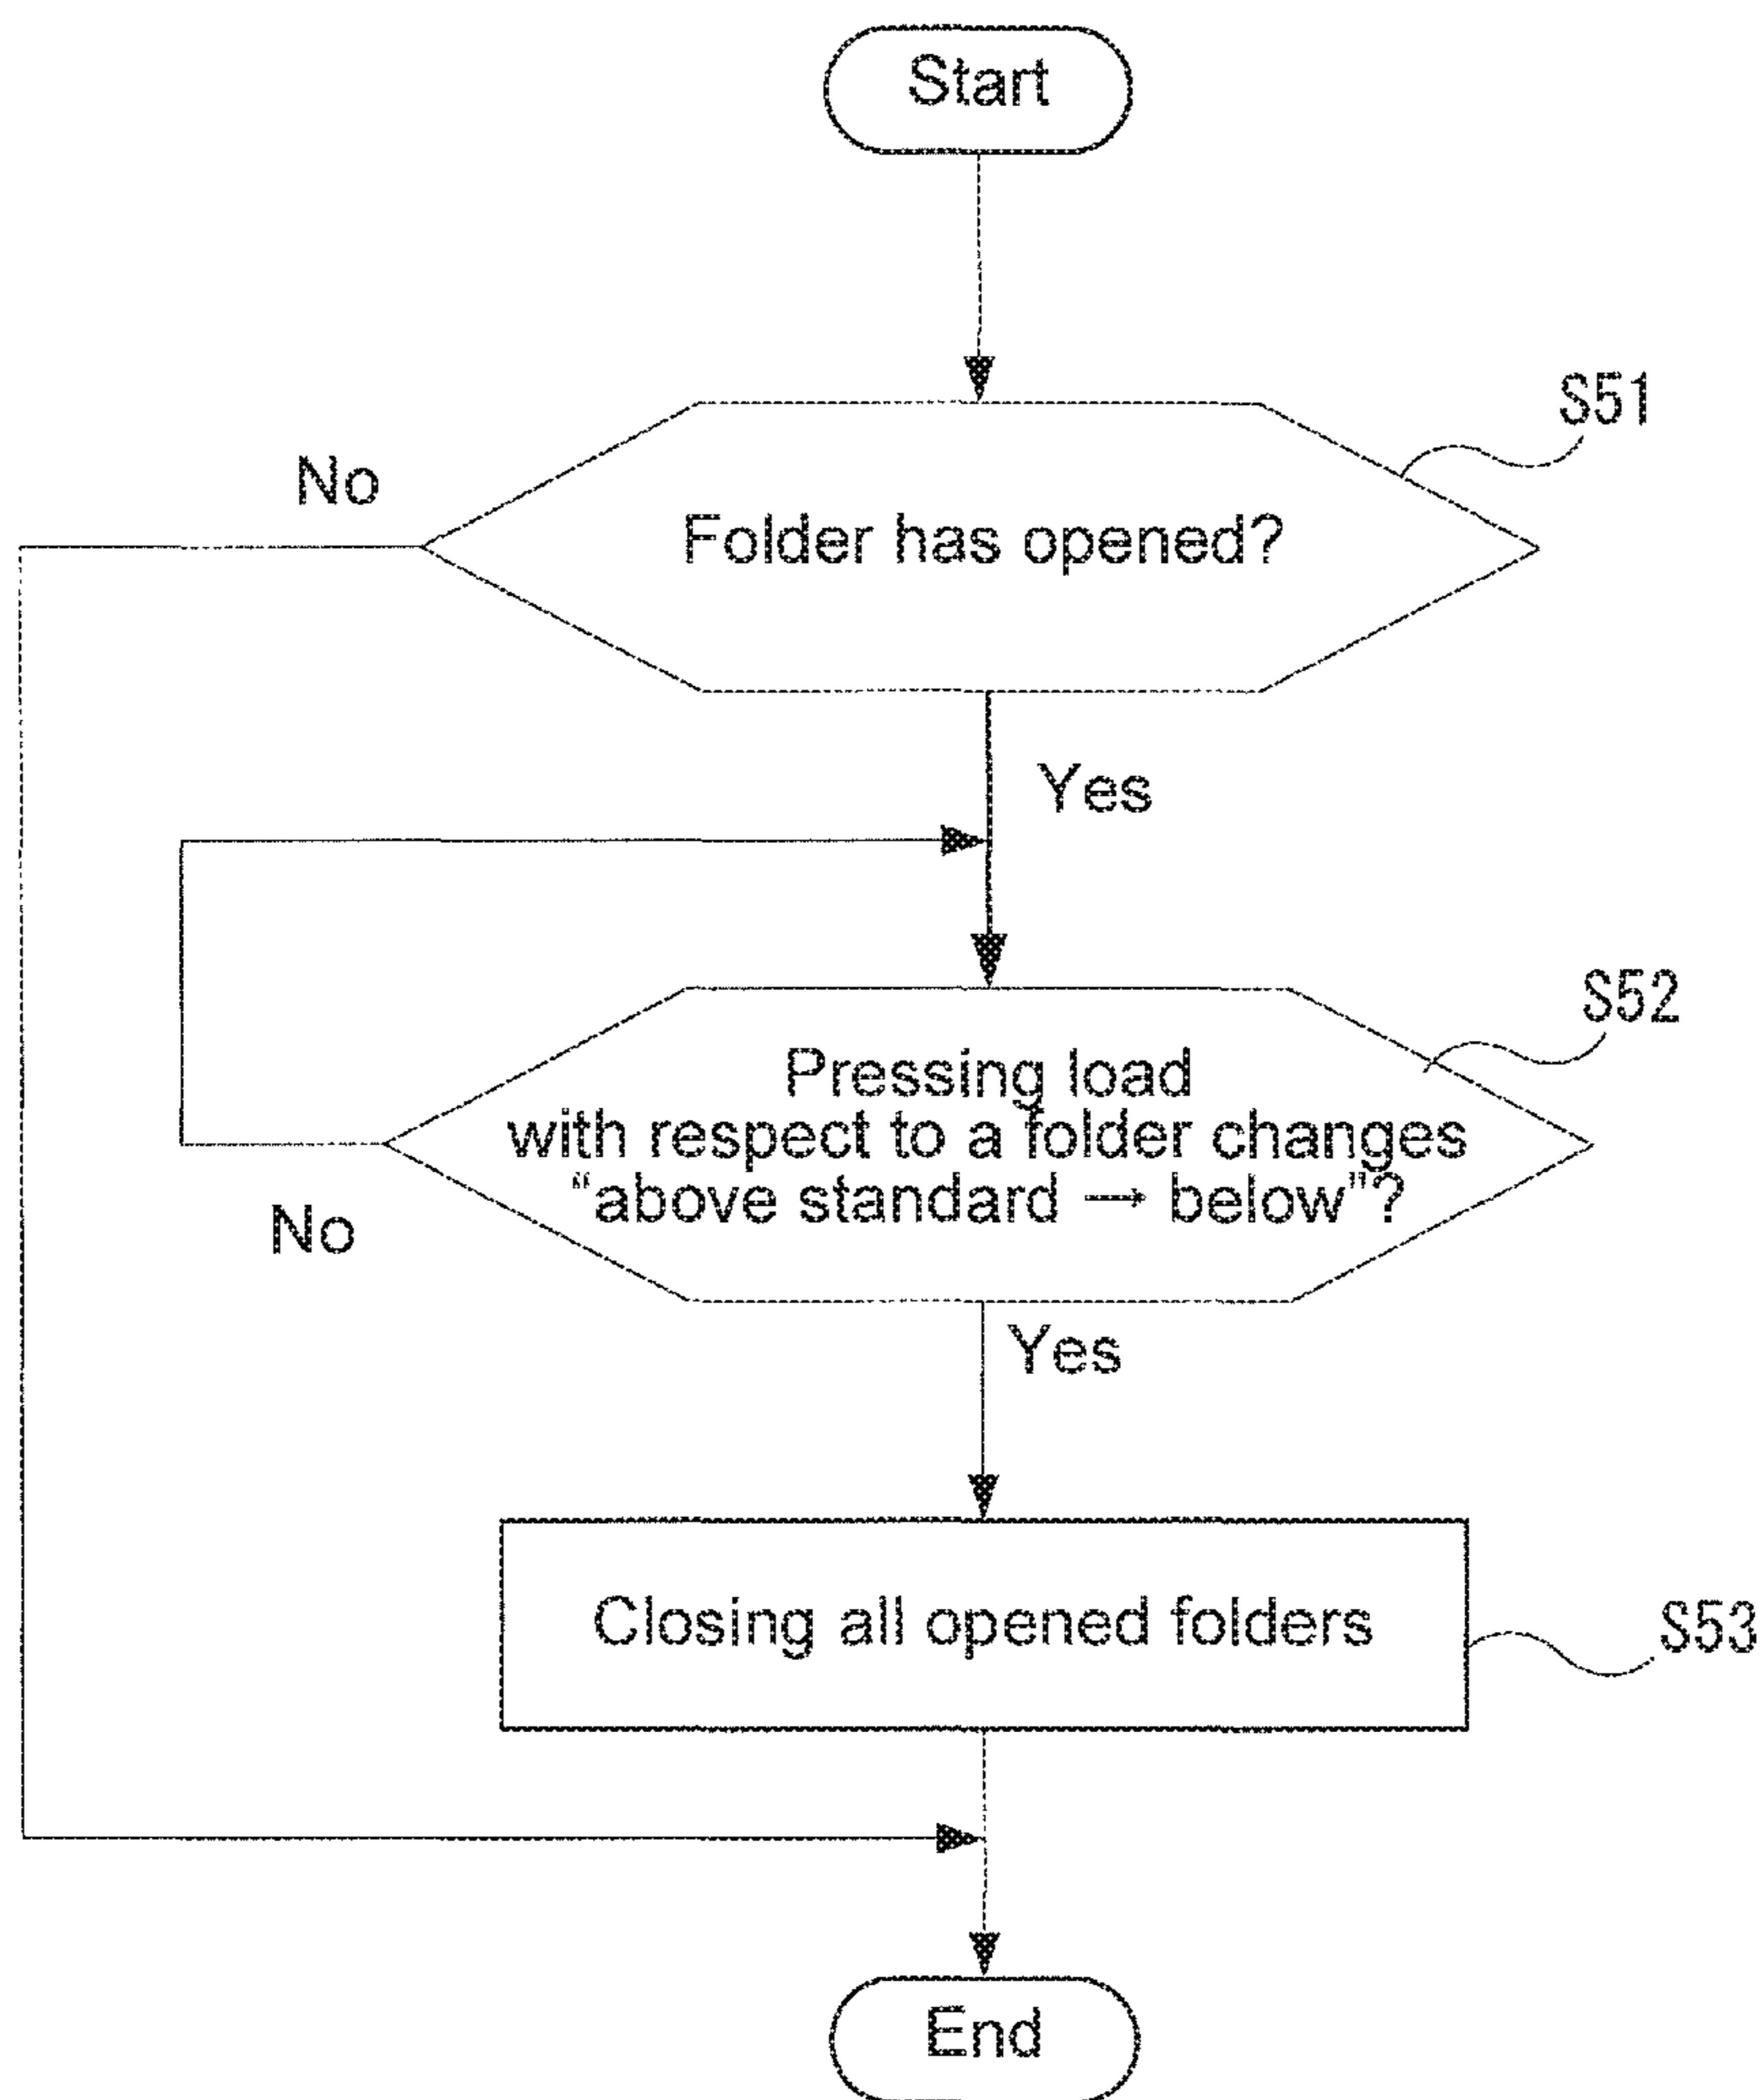 Start
S51
No
Folder has opened?
Yes
S52
Pressing load
with respect to a folder changes
“above standard → below”?
No
Yes
Closing all opened folders
S53
End